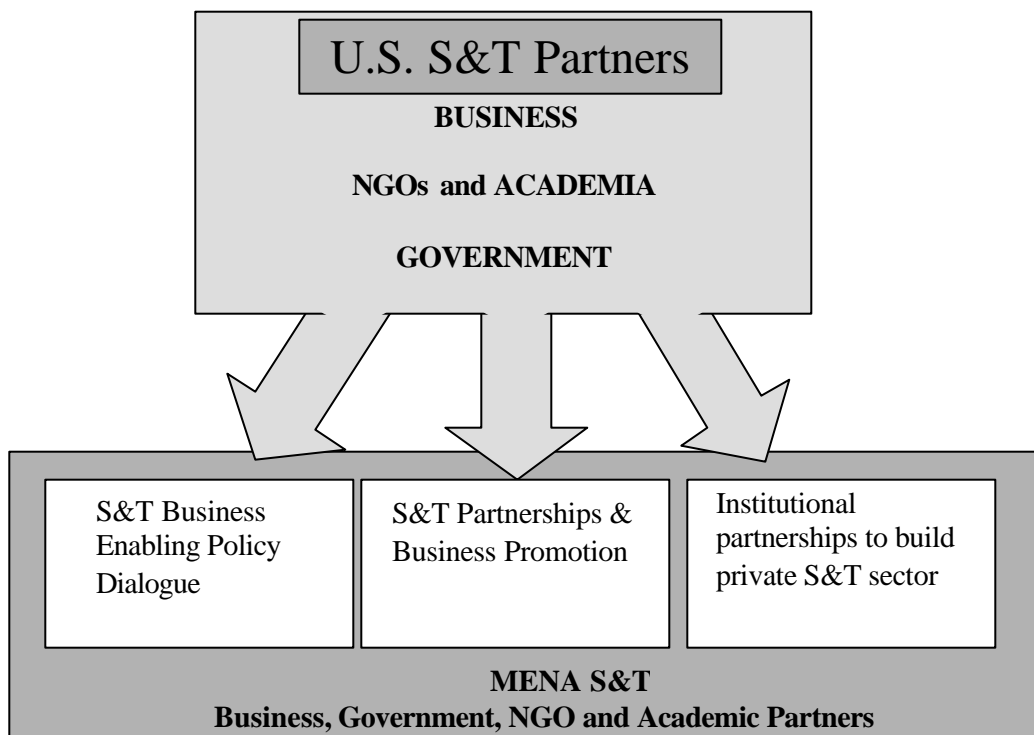 U.S. S&T Partners
BUSINESS
NGOs and ACADEMIA
GOVERNMENT
S&T Business
Enabling Policy
Dialogue
S&T Partnerships &
Business Promotion
Institutional
partnerships to build
private S&T sector
MENA S&T
Business, Government, NGO and Academic Partners